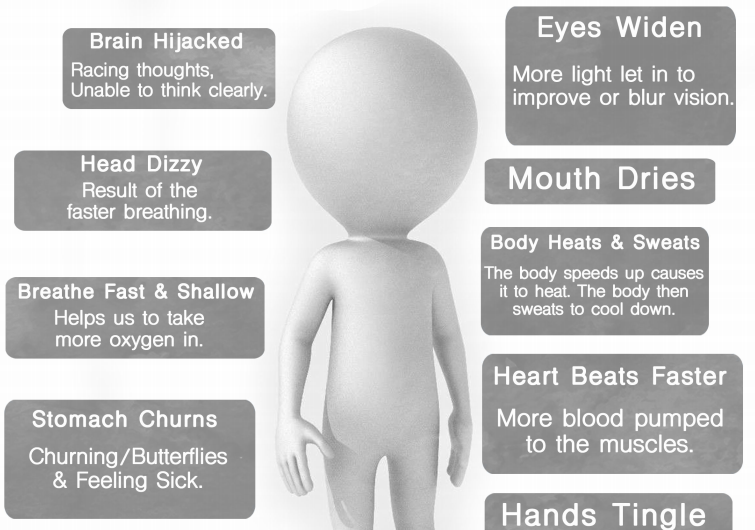 Brain Hijacked
Racing thoughts,
Unable to think clearly.
Head Dizzy
Result of the
faster breathing.
Breathe Fast & Shallow
Helps us to take
more oxygen in.
Stomach Churns
Churning/Butterflies
& Feeling Sick.
Eyes Widen
More light let in to
improve or blur vision.
Mouth Dries
Body Heats & Sweats
The body speeds up causes
it to heat. The body then
sweats to cool down.
Heart Beats Faster
More blood pumped
to the muscles.
Hands Tingle